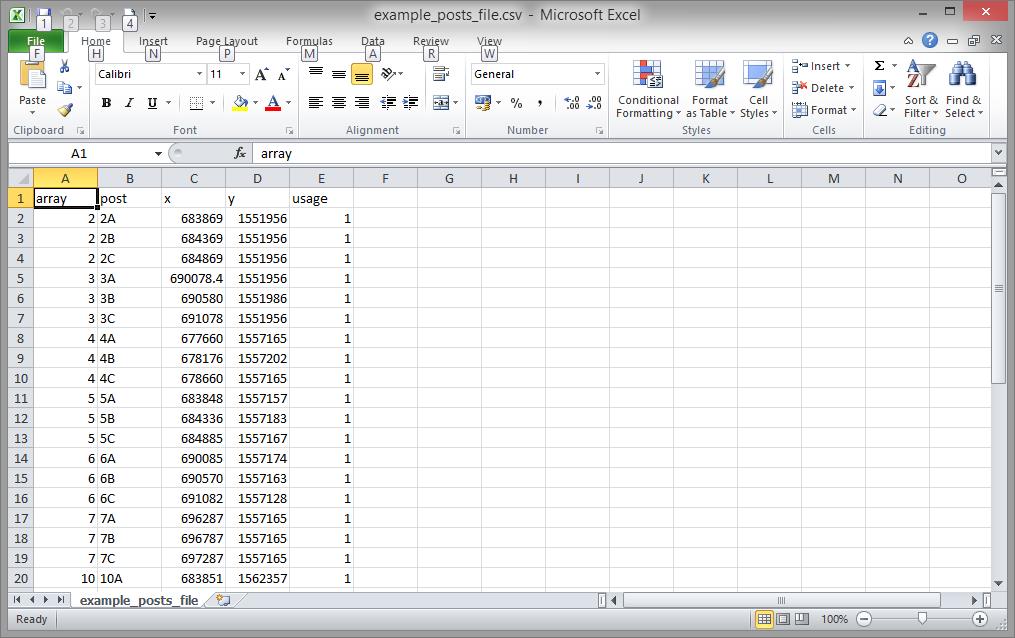 example_posts_file.csv - Microsoft Excel
1 2 3 4
File Home Insert Page Layout Formulas Data Review View
F H N P M A R W
Paste Calibri 11 A A General Conditional Formatting Format as Table Cell Styles Insert Delete Format Σ Sort & Filter Find & Select
B I U A $ % , .0 .00 .00 .0
Clipboard Font Alignment Number Styles Cells Editing
A1 fx array
A B C D E F G H I J K L M N O
1 array post x y usage
2 2 2A 683869 1551956 1
3 2 2B 684369 1551956 1
4 2 2C 684869 1551956 1
5 3 3A 690078.4 1551956 1
6 3 3B 690580 1551986 1
7 3 3C 691078 1551956 1
8 4 4A 677660 1557165 1
9 4 4B 678176 1557202 1
10 4 4C 678660 1557165 1
11 5 5A 683848 1557157 1
12 5 5B 684336 1557183 1
13 5 5C 684885 1557167 1
14 6 6A 690085 1557174 1
15 6 6B 690570 1557163 1
16 6 6C 691082 1557128 1
17 7 7A 696287 1557165 1
18 7 7B 696787 1557165 1
19 7 7C 697287 1557165 1
20 10 10A 683851 1562357 1
example_posts_file
Ready 100%